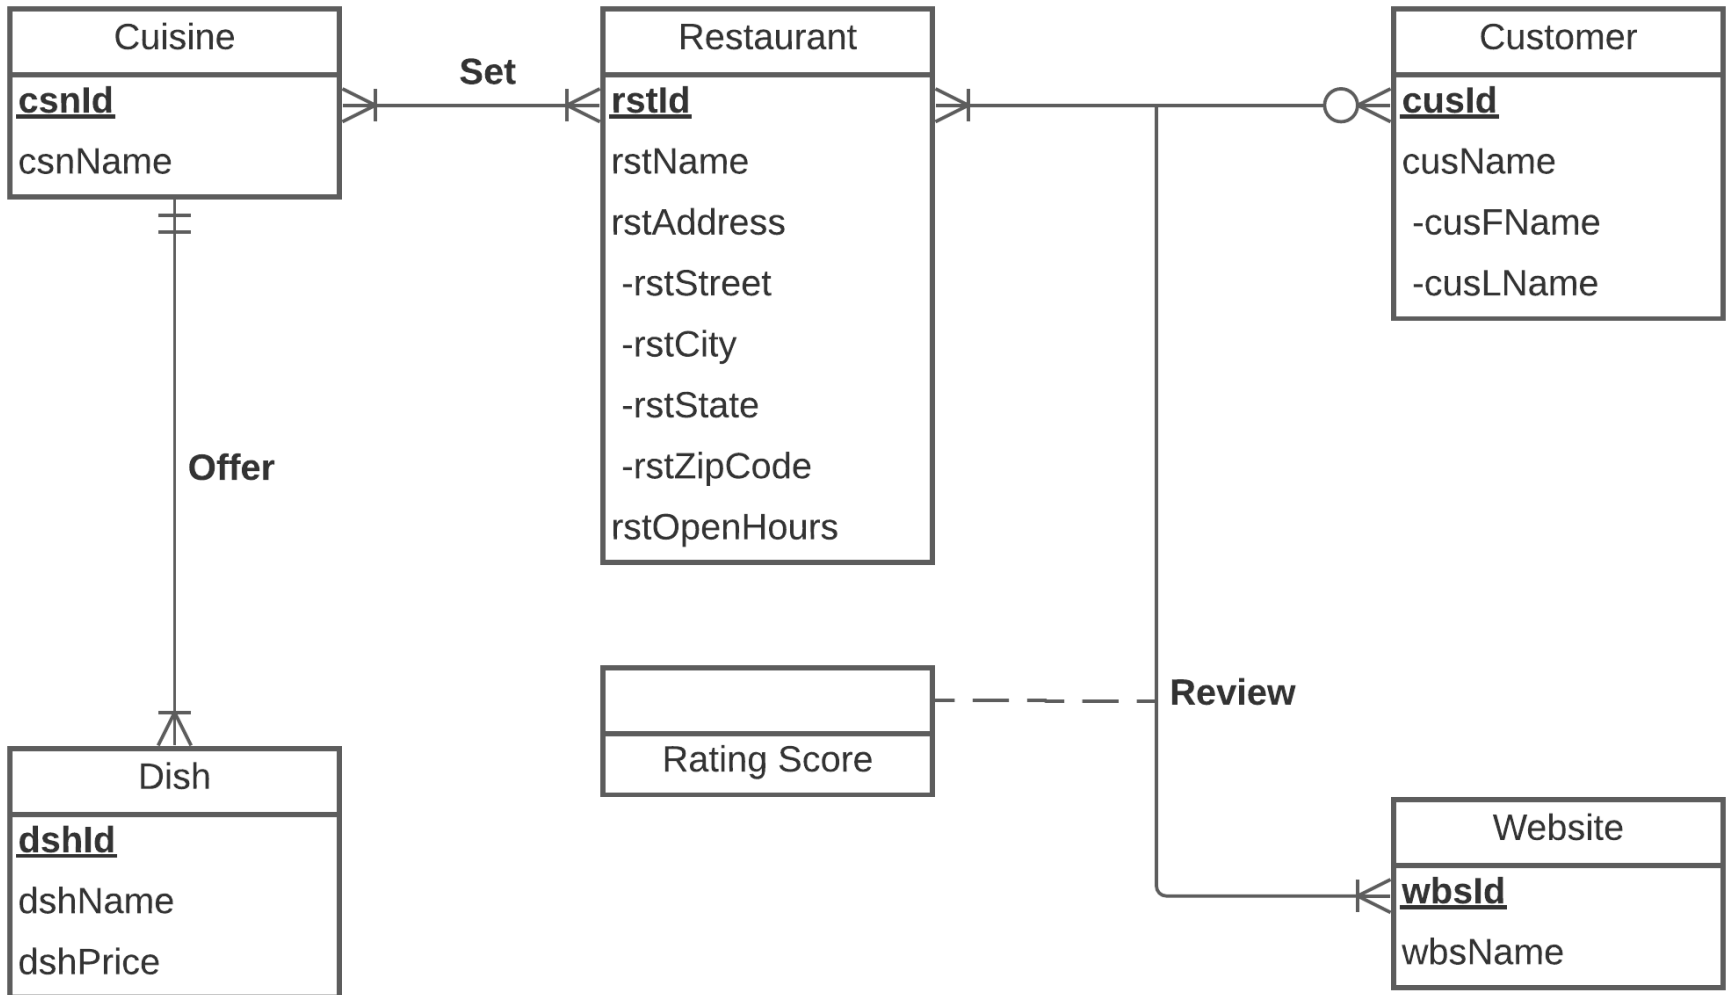 Cuisine
csnId
csnName
Set
Restaurant
rstId
rstName
rstAddress
-rstStreet
-rstCity
-rstState
-rstZipCode
rstOpenHours
Customer
cusId
cusName
-cusFName
-cusLName
Offer
Review
Rating Score
Dish
dshId
dshName
dshPrice
Website
wbsId
wbsName